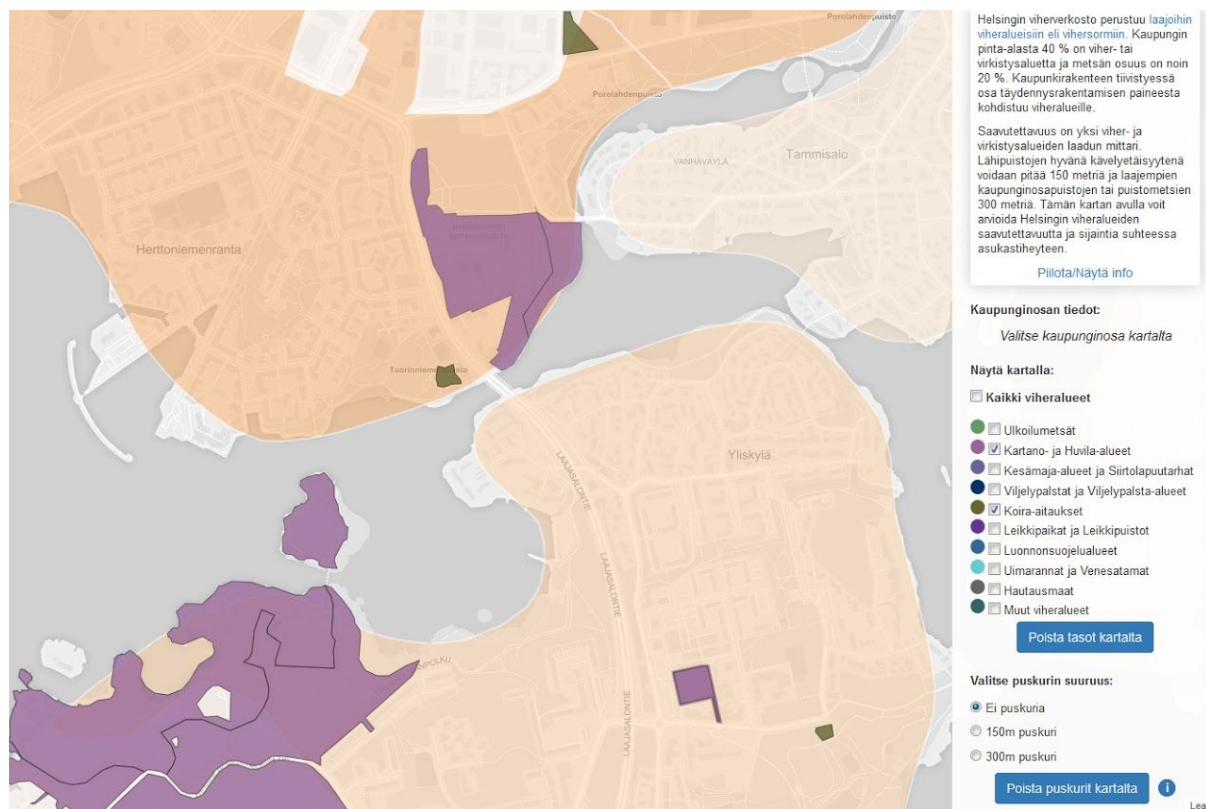 Porolahdenpuisto
Porolahdenpuisto
VANHAVÄYLÄ
Tammisalo
Herttoniemenranta
Yliskylä
LAAJASALONTIE
LAAJASALONTIE
LAAJASALONTIE
Helsingin viherverkosto perustuu laajoihin
viheralueisiin eli vihersormiin. Kaupungin
pinta-alasta 40 % on viher- tai
virkistysaluetta ja metsän osuus on noin
20 %. Kaupunkirakenteen tiivistyessä
osa täydennysrakentamisen paineesta
kohdistuu viheralueille.
Saavutettavuus on yksi viher- ja
virkistysalueiden laadun mittari.
Lähipuistojen hyvänä kävelyetäisyytenä
voidaan pitää 150 metriä ja laajempien
kaupunginosapuistojen tai puistometsien
300 metriä. Tämän kartan avulla voit
arvioida Helsingin viheralueiden
saavutettavuutta ja sijaintia suhteessa
asukastiheyteen.
Piilota/Näytä info
Kaupunginosan tiedot:
Valitse kaupunginosa kartalta
Näytä kartalla:
Kaikki viheralueet
Ulkoilumetsät
Kartano- ja Huvila-alueet
Kesämaja-alueet ja Siirtolapuutarhat
Viljelypalstat ja Viljelypalsta-alueet
Koira-aitaukset
Leikkipaikat ja Leikkipuistot
Luonnonsuojelualueet
Uimarannat ja Venesatamat
Hautausmaat
Muut viheralueet
Poista tasot kartalta
Valitse puskurin suuruus:
Ei puskuria
150m puskuri
300m puskuri
Poista puskurit kartalta
i
Lea